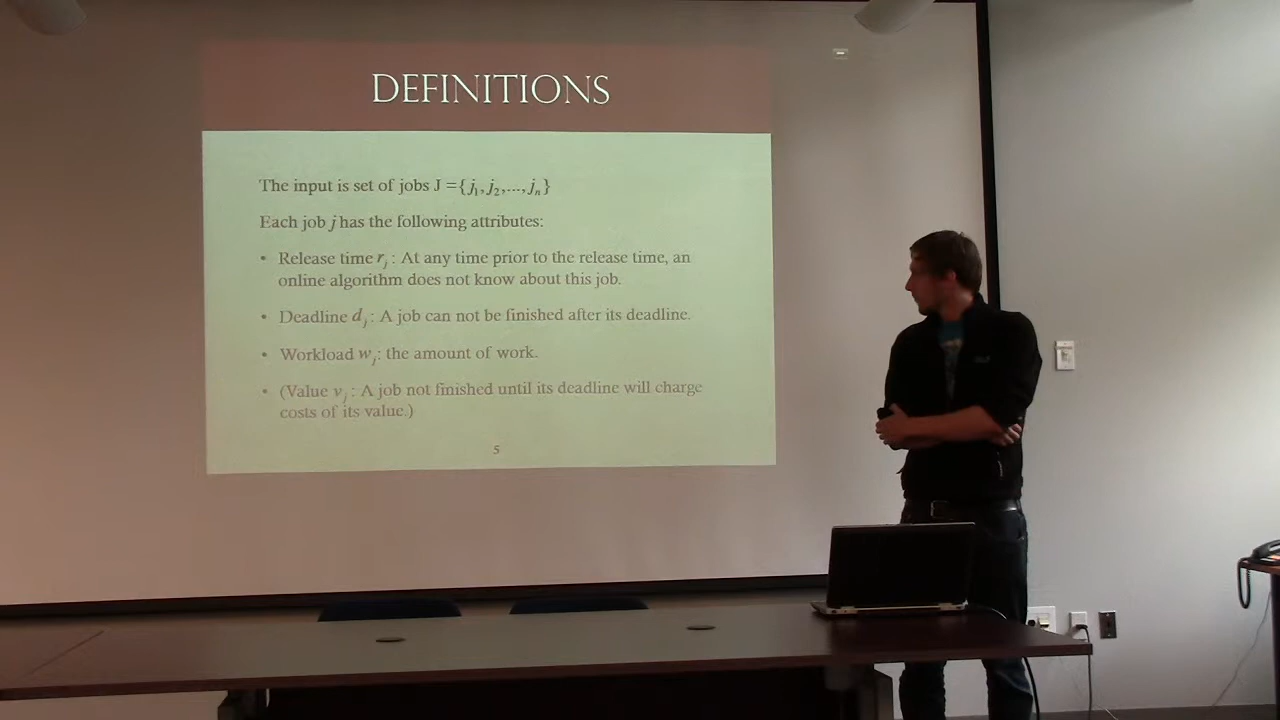 DEFINITIONS
The input is set of jobs J ={j₁,j₂,...,jₙ}
Each job j has the following attributes:
• Release time rⱼ : At any time prior to the release time, an
online algorithm does not know about this job.
• Deadline dⱼ : A job can not be finished after its deadline.
• Workload wⱼ: the amount of work.
• (Value vⱼ : A job not finished until its deadline will charge
costs of its value.)
5